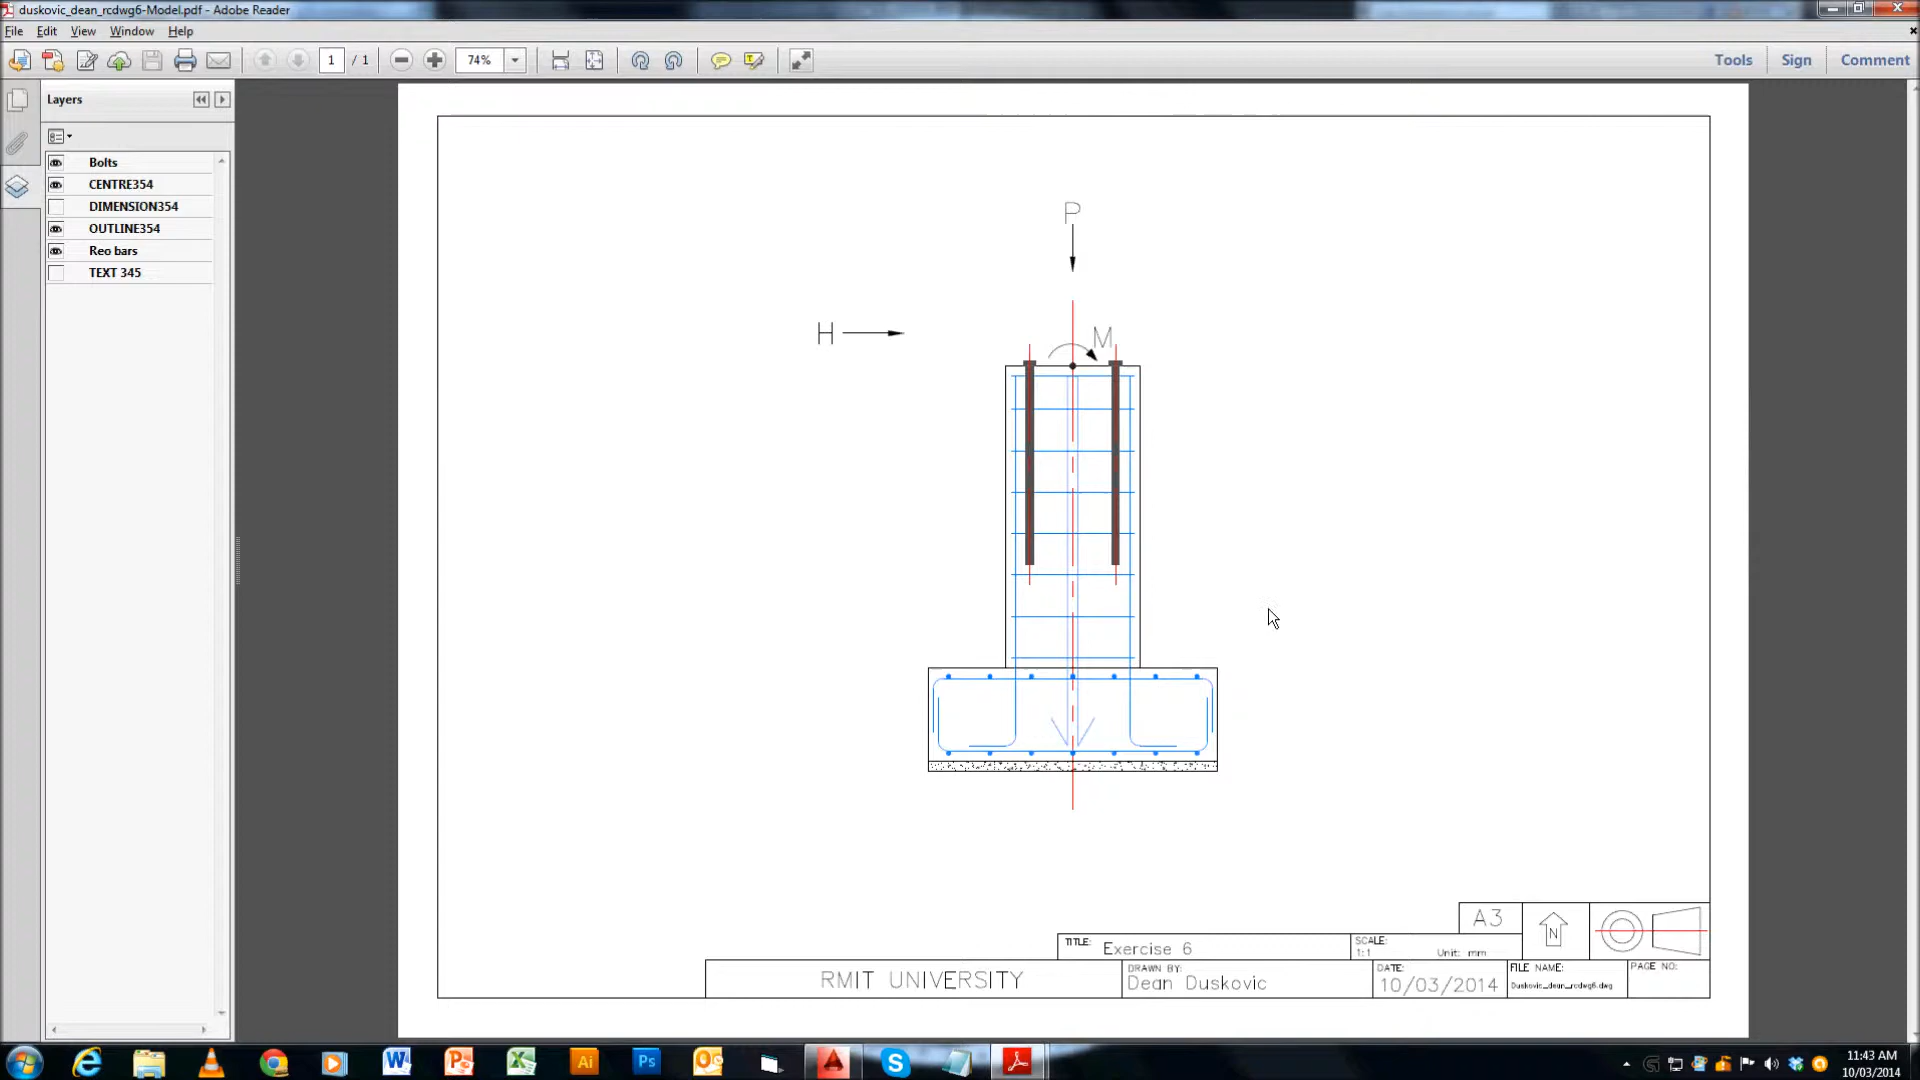 duskovic_dean_rcdwg6-Model.pdf - Adobe Reader
File Edit View Window Help
1 / 1 74% Tools Sign Comment
Layers
Bolts
CENTRE354
DIMENSION354
OUTLINE354
Reo bars
TEXT 345
P
H
M
A3
N
TITLE: Exercise 6
SCALE: 1:1 Unit: mm
RMIT UNIVERSITY
DRAWN BY: Dean Duskovic
DATE: 10/03/2014
FILE NAME: Duskovic_dean_rcdwg6.dwg
PAGE NO:
11:43 AM
10/03/2014